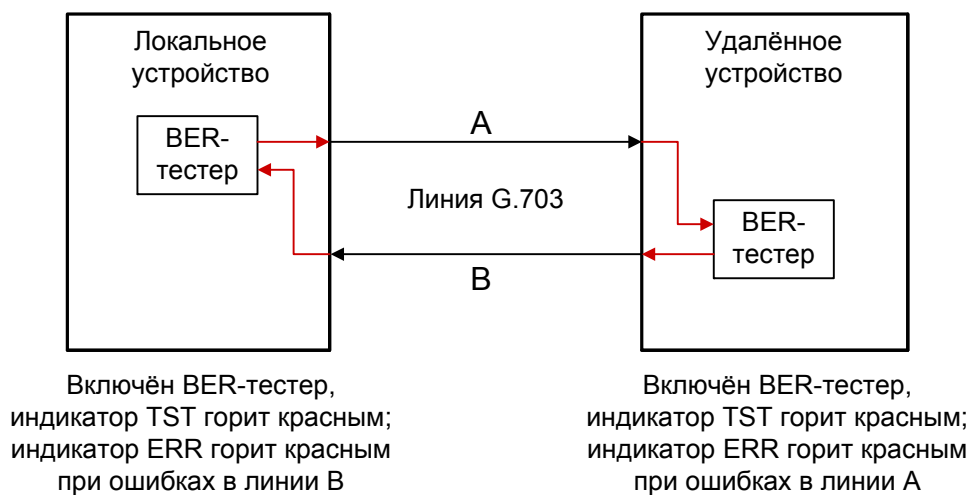 Локальное
устройство
Удалённое
устройство
BER-
тестер
A
Линия G.703
B
BER-
тестер
Включён BER-тестер,
индикатор TST горит красным;
индикатор ERR горит красным
при ошибках в линии B
Включён BER-тестер,
индикатор TST горит красным;
индикатор ERR горит красным
при ошибках в линии A